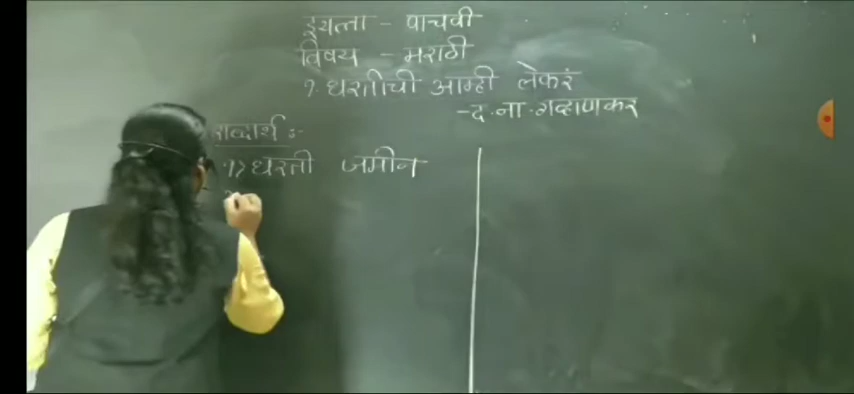 इयत्ता - पाचवी
विषय - मराठी
१. धरतीची आम्ही लेकरं
- द. ना. गव्हाणकर
शब्दार्थ :-
१) धरती जमीन